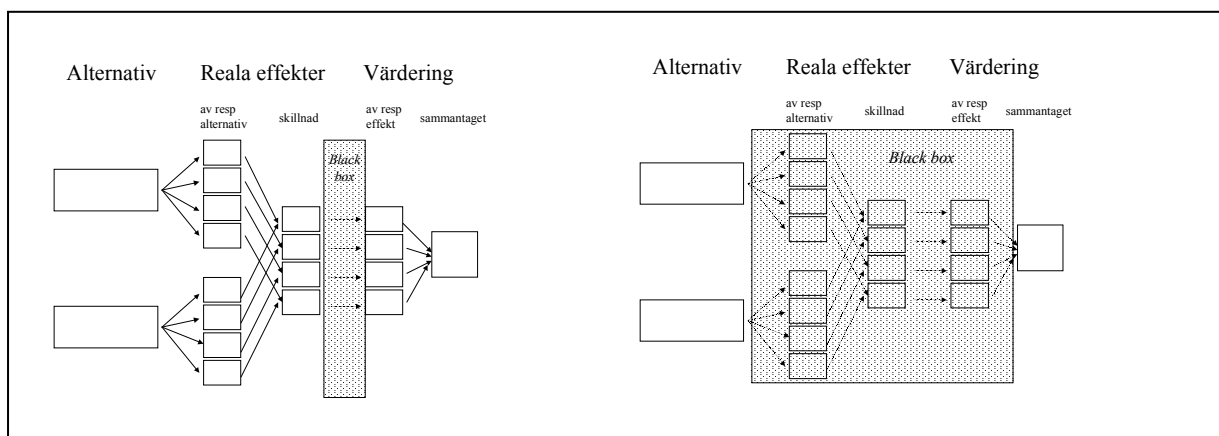 Alternativ Reala effekter Värdering
av resp
alternativ
skillnad
av resp
effekt
sammantaget
Black
box
Alternativ Reala effekter Värdering
av resp
alternativ
skillnad
av resp
effekt
sammantaget
Black box